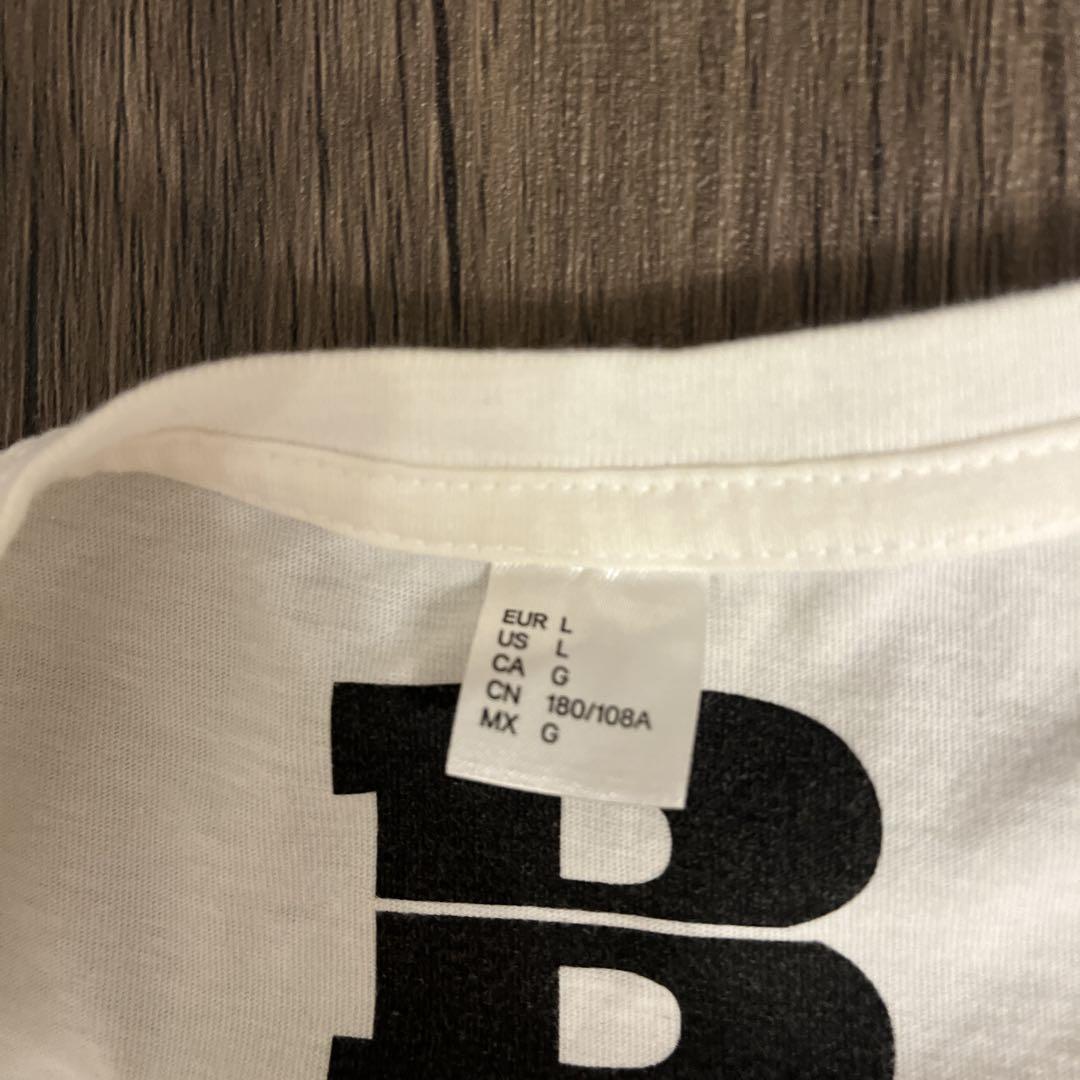 EUR L
US L
CA G
CN 180/108A
MX G
B